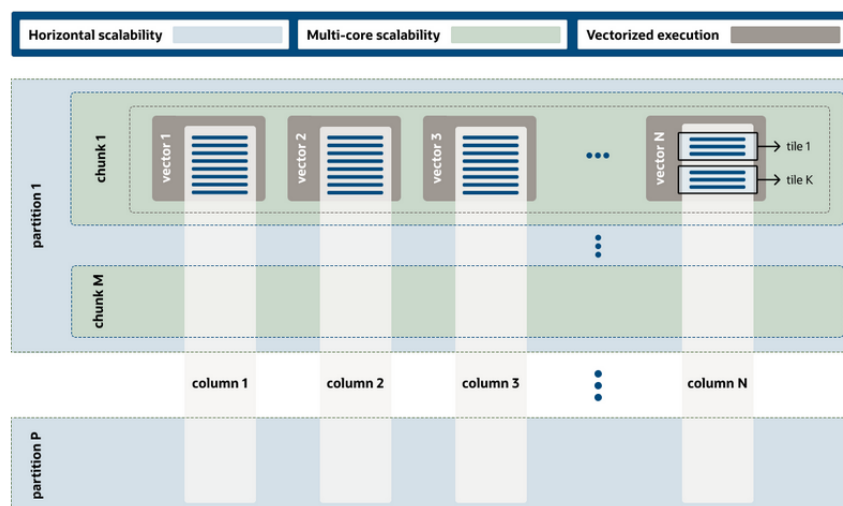 Horizontal scalability
Multi-core scalability
Vectorized execution
partition 1
chunk 1
vector 1
vector 2
vector 3
vector N
tile 1
tile K
chunk M
column 1
column 2
column 3
column N
partition P